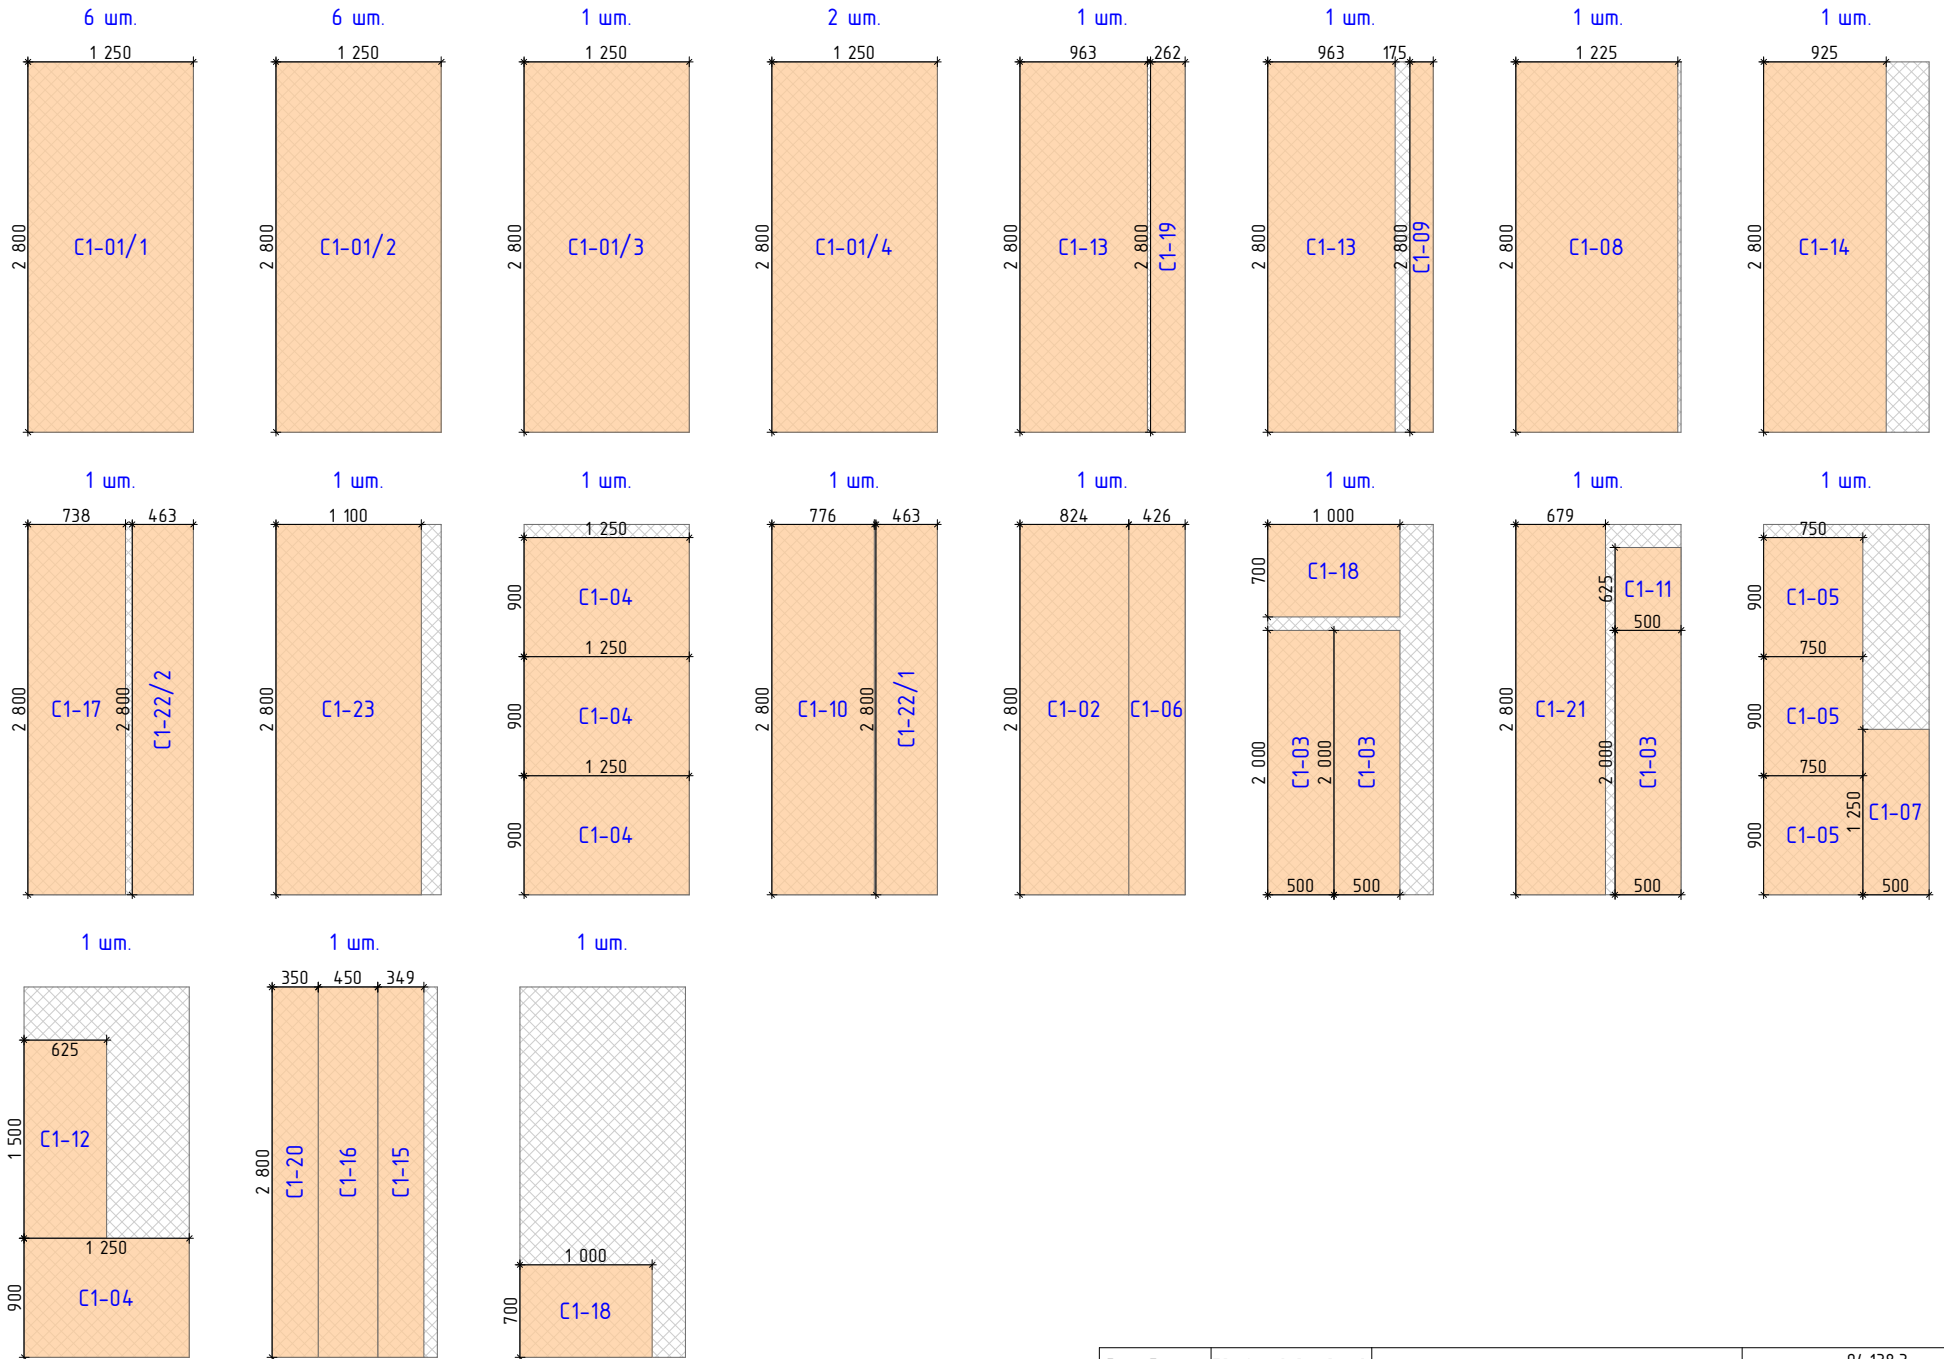 6 шт. 6 шт. 1 шт. 2 шт. 1 шт. 1 шт. 1 шт. 1 шт.
1 250 1 250 1 250 1 250 963 262 963 175 1 225 925
2 800 С1-01/1 2 800 С1-01/2 2 800 С1-01/3 2 800 С1-01/4 2 800 С1-13 2 800 С1-19 2 800 С1-13 2 800 С1-09 2 800 С1-08 2 800 С1-14
1 шт. 1 шт. 1 шт. 1 шт. 1 шт. 1 шт. 1 шт. 1 шт.
738 463 1 100 1 250 776 463 824 426 1 000 679 750
900 С1-04 700 С1-18 625 С1-11 900 С1-05
1 250 500 750
2 800 С1-17 2 800 С1-22/2 2 800 С1-23 900 С1-04 2 800 С1-10 2 800 С1-22/1 2 800 С1-02 С1-06 2 000 С1-03 2 000 С1-03 2 800 С1-21 2 000 С1-03 900 С1-05
1 250 750
900 С1-04 900 С1-05 1 250 С1-07
500 500 500 500
1 шт. 1 шт. 1 шт.
350 450 349
625
1 500 С1-12 2 800 С1-20 С1-16 С1-15
1 250 1 000
900 С1-04 700 С1-18